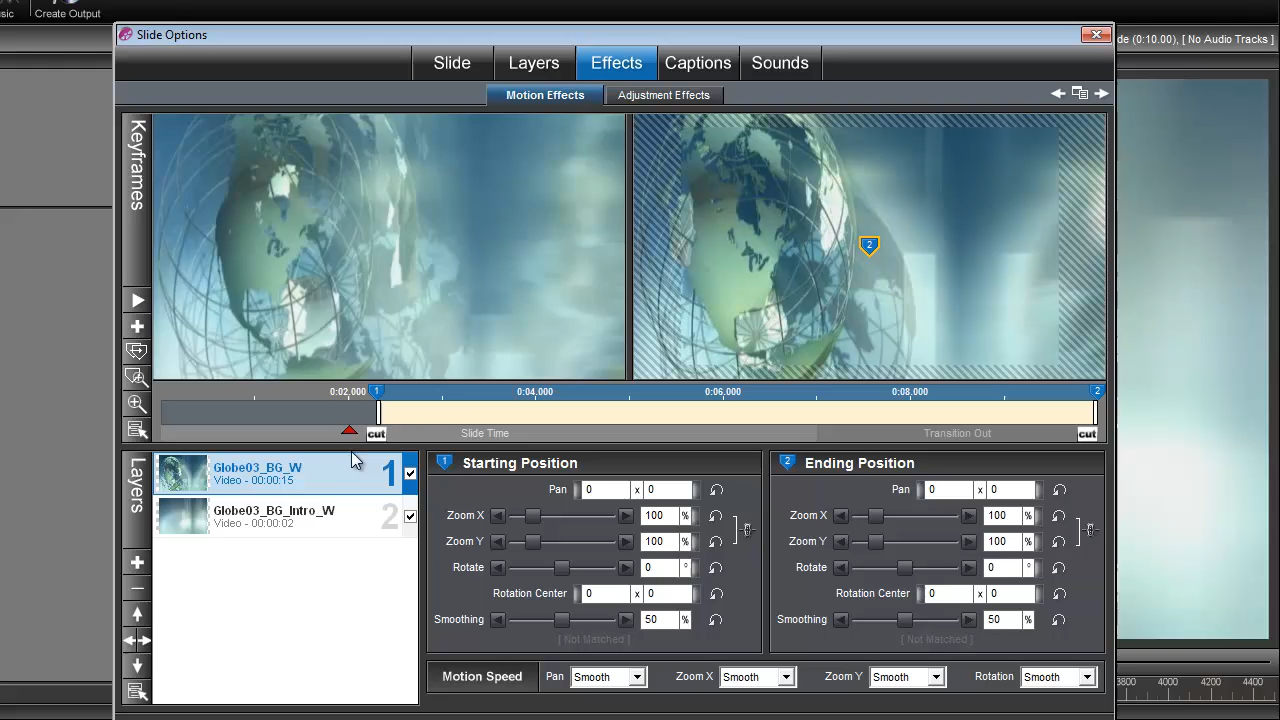 Create Output
Slide Options
de (0:10.00), [ No Audio Tracks ]
Slide Layers Effects Captions Sounds
Motion Effects Adjustment Effects
Keyframes
2
0:02,000 1 0:04,000 0:06,000 0:08,000 2
cut Slide Time Transition Out cut
Layers
Globe03_BG_W
Video - 00:00:15
1
Globe03_BG_Intro_W
Video - 00:00:02
2
1 Starting Position
Pan 0 x 0
Zoom X 100 %
Zoom Y 100 %
Rotate 0 °
Rotation Center 0 x 0
Smoothing 50 %
[ Not Matched ]
2 Ending Position
Pan 0 x 0
Zoom X 100 %
Zoom Y 100 %
Rotate 0 °
Rotation Center 0 x 0
Smoothing 50 %
[ Not Matched ]
Motion Speed Pan Smooth Zoom X Smooth Zoom Y Smooth Rotation Smooth
4000 4200 4400